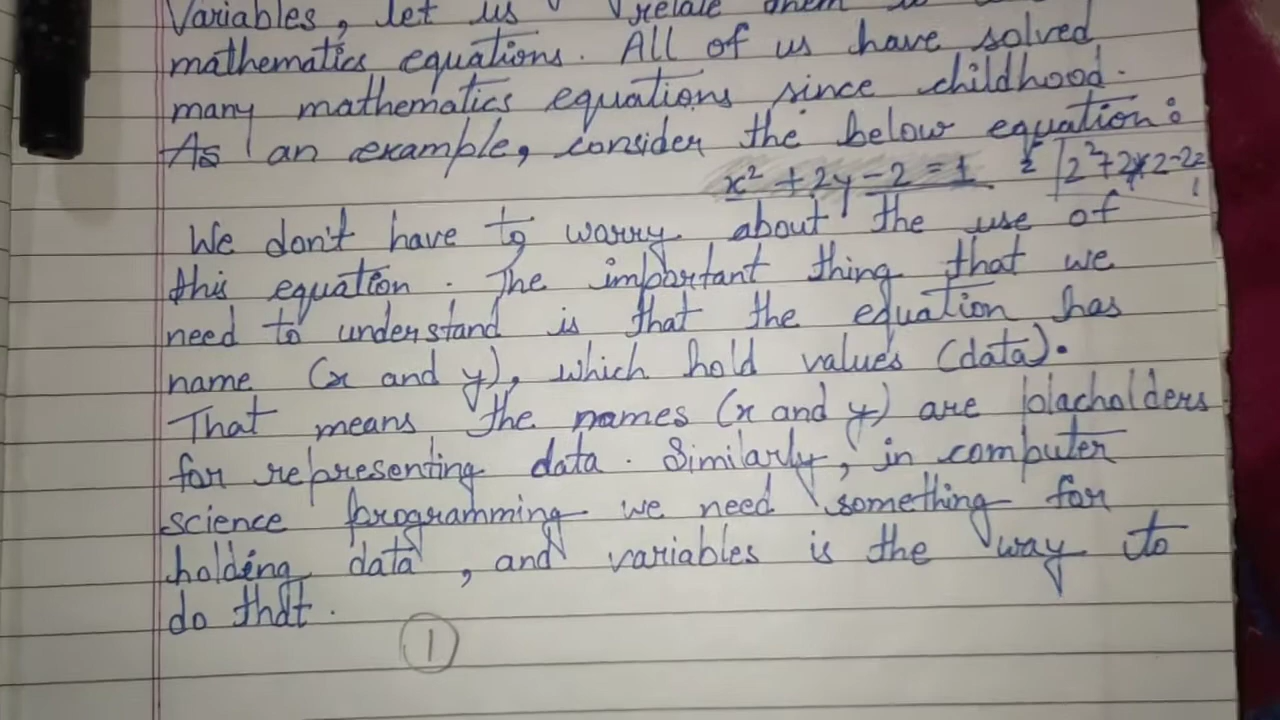 Variables, let us relate them to
mathematics equations. All of us have solved
many mathematics equations since childhood.
As an example, consider the below equation:
x² + 2y - 2 = 1
We don't have to worry about the use of
this equation. The important thing that we
need to understand is that the equation has
name (x and y), which hold values (data).
That means the names (x and y) are placholders
for representing data. Similarly, in computer
science programming we need something for
holding data, and variables is the way to
do that.
1